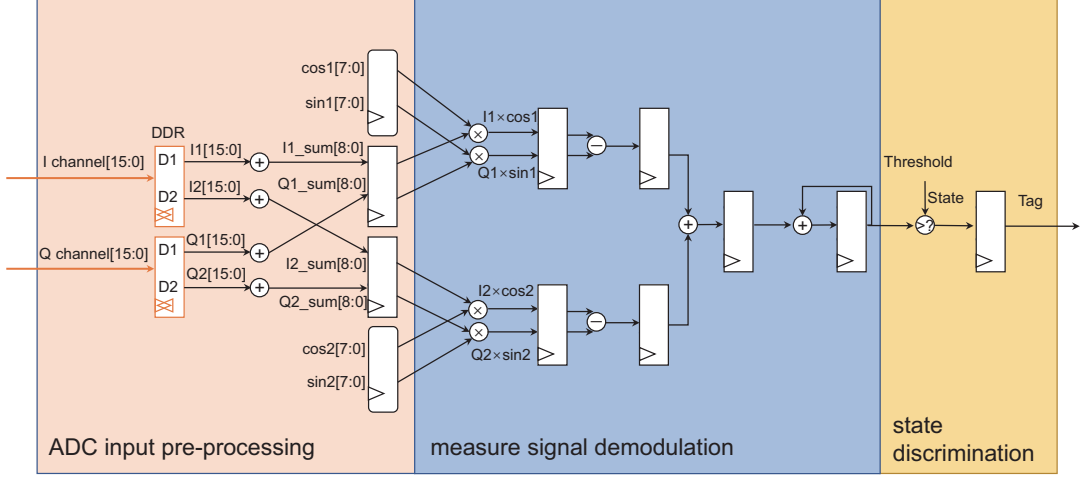 cos1[7:0]
sin1[7:0]
DDR
I channel[15:0]
D1
I1[15:0]
I1_sum[8:0]
D2
I2[15:0]
Q1_sum[8:0]
Q channel[15:0]
D1
Q1[15:0]
I2_sum[8:0]
D2
Q2[15:0]
Q2_sum[8:0]
cos2[7:0]
sin2[7:0]
ADC input pre-processing
I1×cos1
×
×
Q1×sin1
−
+
+
+
+
+
+
I2×cos2
×
×
Q2×sin2
−
measure signal demodulation
Threshold
State
>?
Tag
state
discrimination